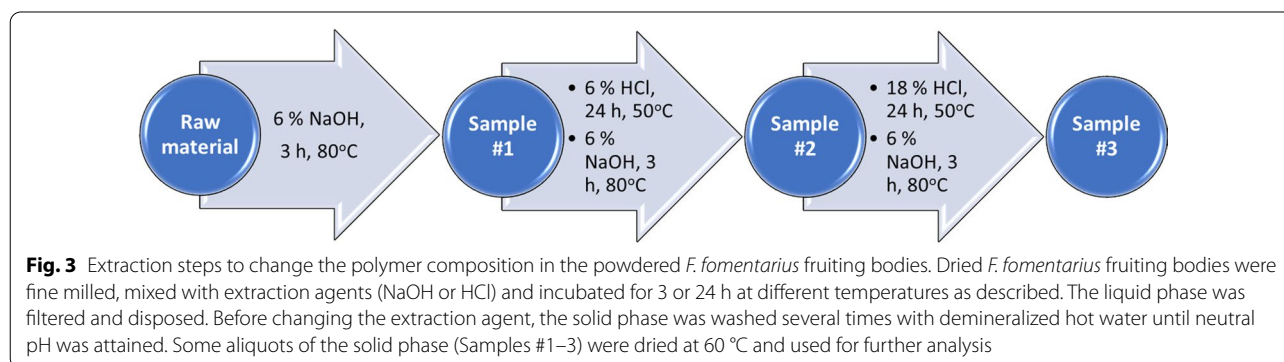 Raw
material
6 % NaOH,
3 h, 80°C
Sample
#1
• 6 % HCl,
24 h, 50°C
• 6 %
NaOH, 3
h, 80°C
Sample
#2
• 18 % HCl,
24 h, 50°C
• 6 %
NaOH, 3
h, 80°C
Sample
#3
Fig. 3 Extraction steps to change the polymer composition in the powdered F. fomentarius fruiting bodies. Dried F. fomentarius fruiting bodies were
fine milled, mixed with extraction agents (NaOH or HCl) and incubated for 3 or 24 h at different temperatures as described. The liquid phase was
filtered and disposed. Before changing the extraction agent, the solid phase was washed several times with demineralized hot water until neutral
pH was attained. Some aliquots of the solid phase (Samples #1–3) were dried at 60 °C and used for further analysis